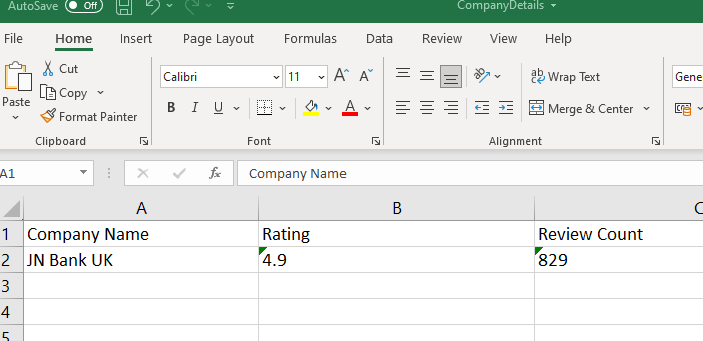 AutoSave Off CompanyDetails
File Home Insert Page Layout Formulas Data Review View Help
Cut
Copy
Format Painter
Paste
Calibri 11 A A
B I U A
ab Wrap Text
Merge & Center
Gene
Clipboard Font Alignment
A1 fx Company Name
A B C
1 Company Name Rating Review Count
2 JN Bank UK 4.9 829
3
4
5